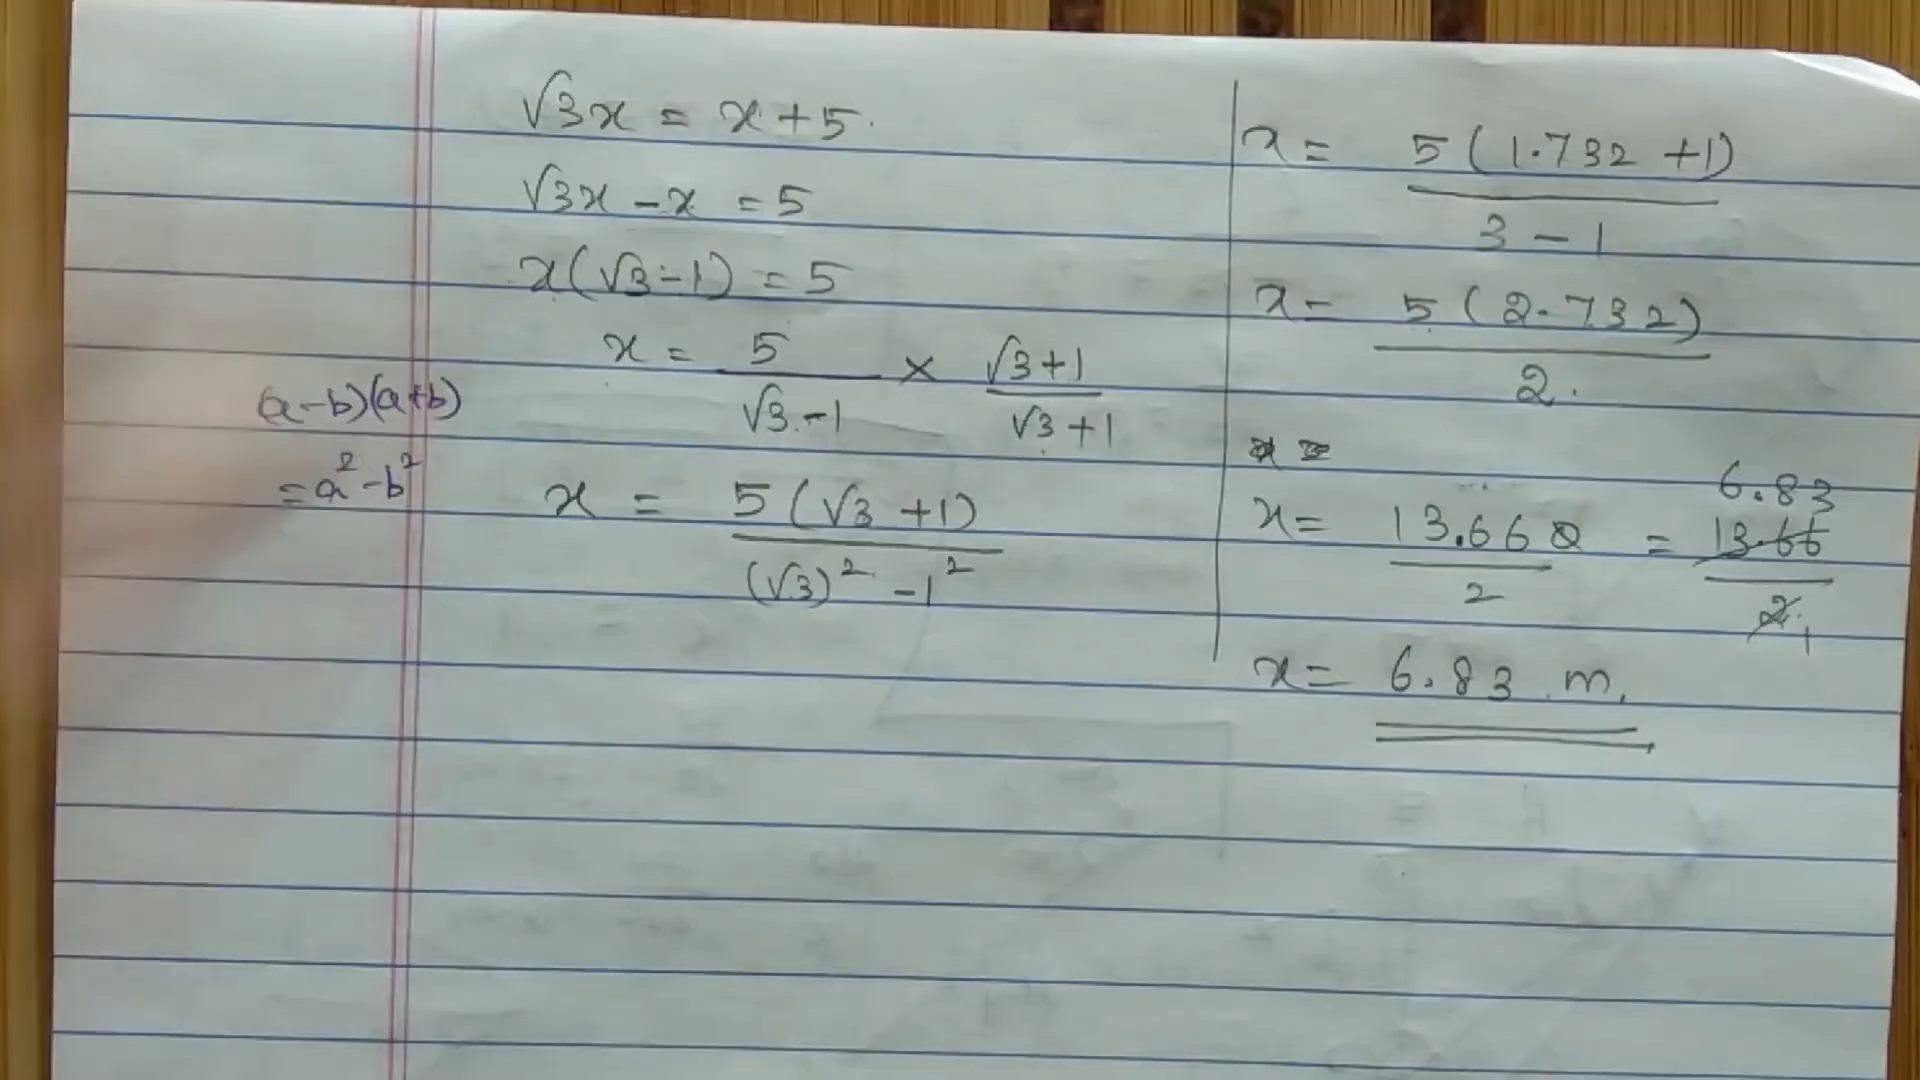 √3x = x+5.
√3x - x = 5
x(√3-1) = 5
x = 5/(√3-1) × (√3+1)/(√3+1)
(a-b)(a+b)
= a² - b²
x = 5(√3+1)/((√3)² - 1²)
x = 5(1.732+1)/(3-1)
x = 5(2.732)/2.
x =
x = 13.660/2 = 13.66/2
6.83
1
x = 6.83 m.